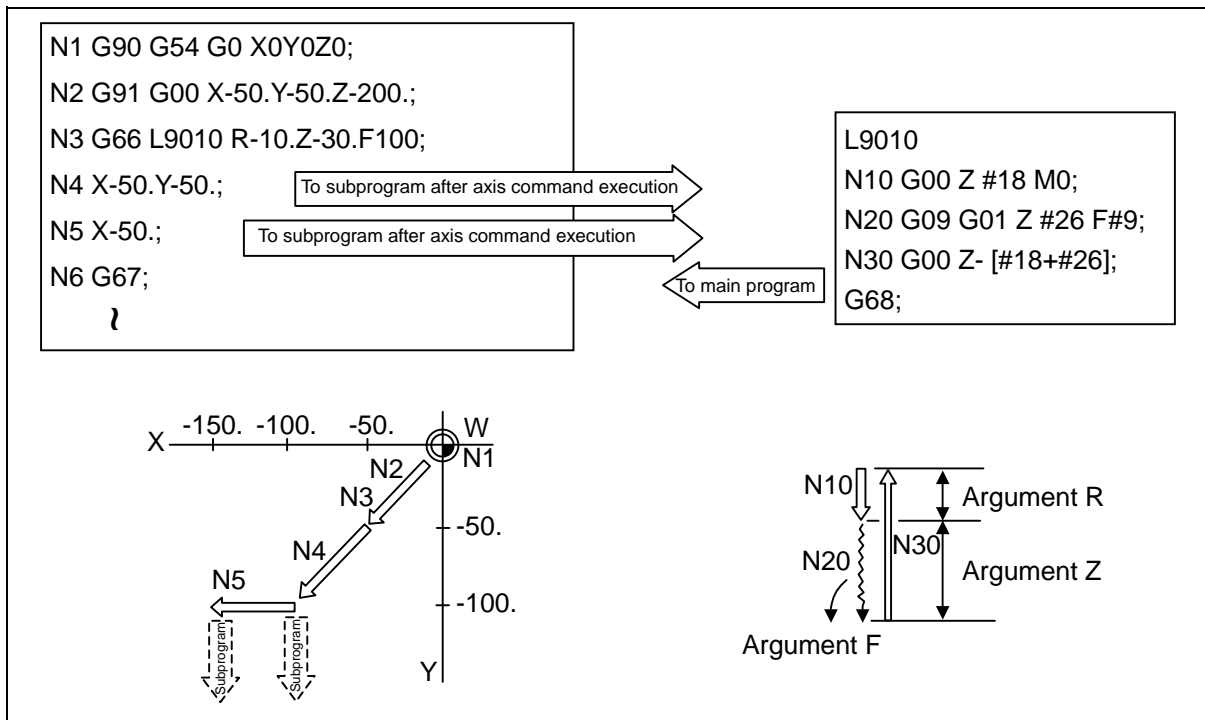 N1 G90 G54 G0 X0Y0Z0;
N2 G91 G00 X-50.Y-50.Z-200.;
N3 G66 L9010 R-10.Z-30.F100;
N4 X-50.Y-50.;
To subprogram after axis command execution
N5 X-50.;
To subprogram after axis command execution
N6 G67;
~
To main program
L9010
N10 G00 Z #18 M0;
N20 G09 G01 Z #26 F#9;
N30 G00 Z- [#18+#26];
G68;
X
-150.
-100.
-50.
W
N1
N2
N3
-50.
N4
N5
-100.
Subprogram
Subprogram
Y
N10
Argument R
N20
N30
Argument Z
Argument F